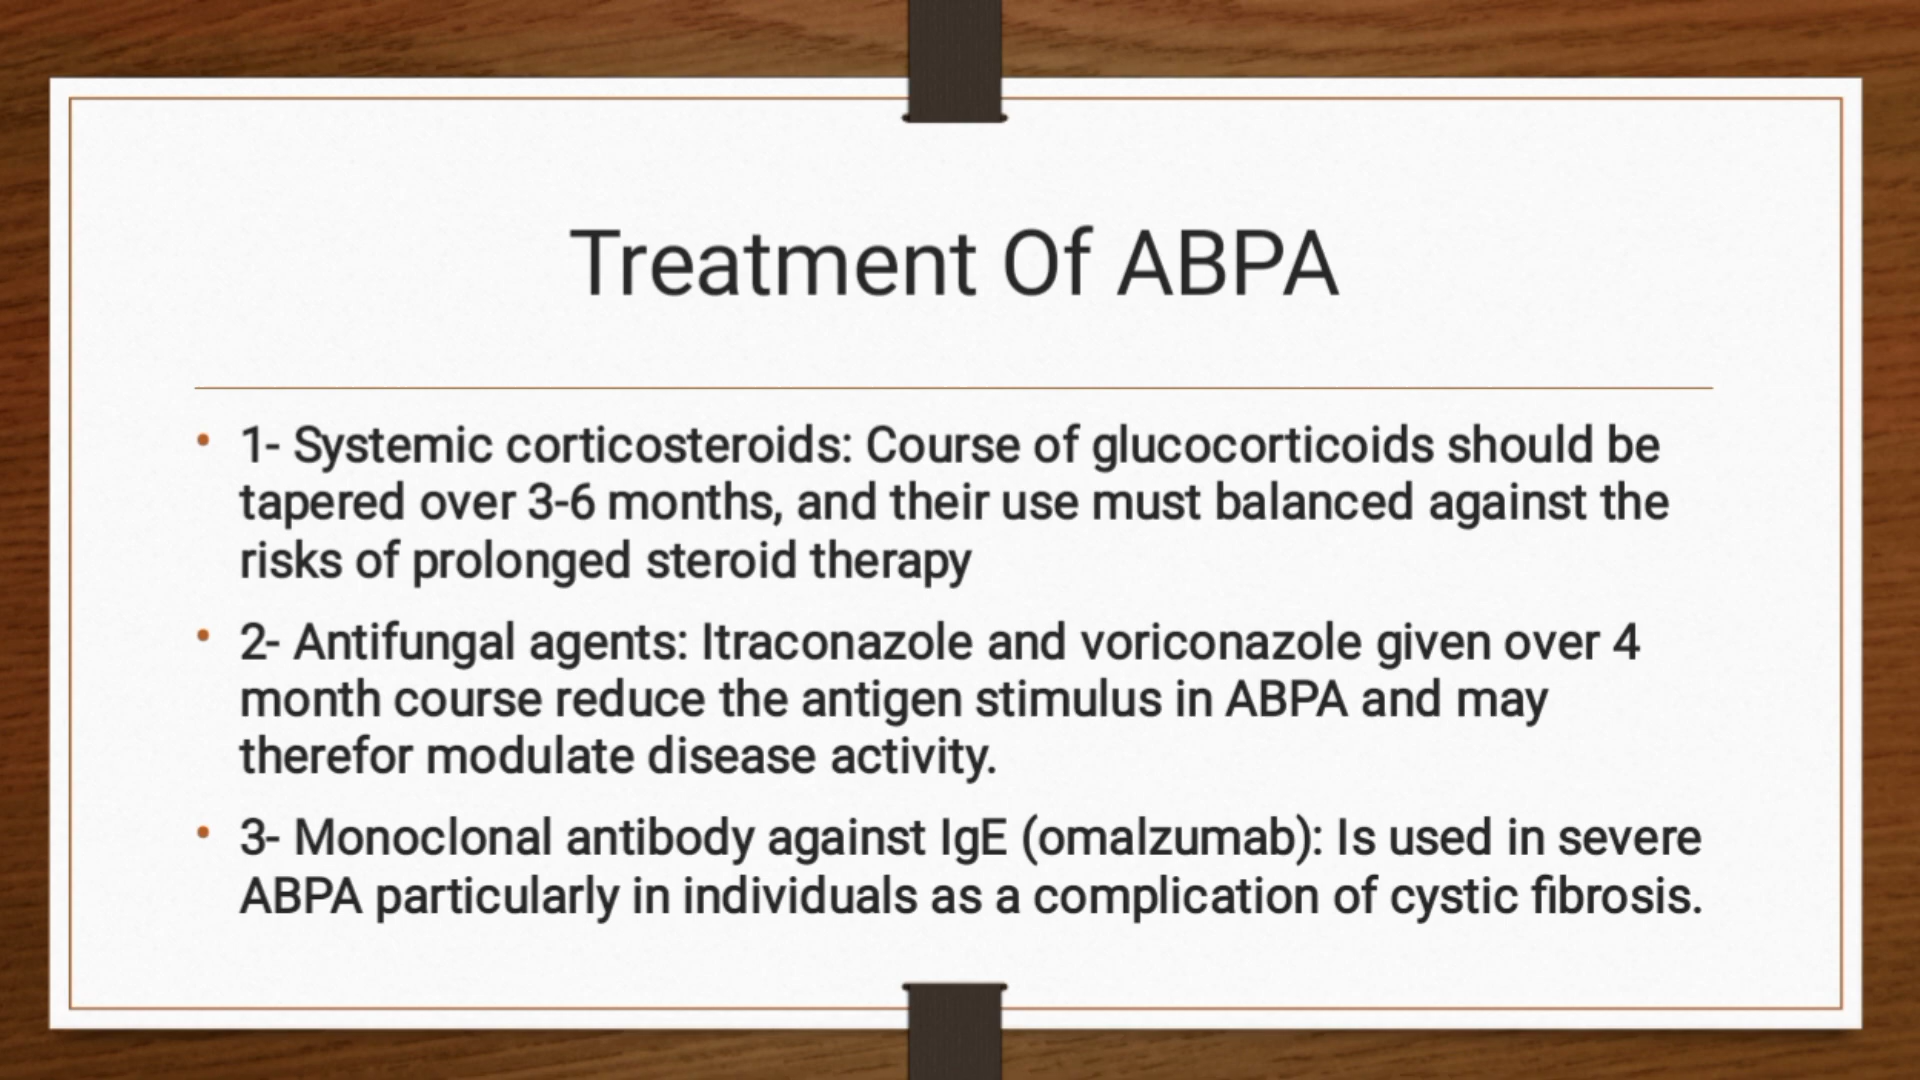 Treatment Of ABPA
• 1- Systemic corticosteroids: Course of glucocorticoids should be
tapered over 3-6 months, and their use must balanced against the
risks of prolonged steroid therapy
• 2- Antifungal agents: Itraconazole and voriconazole given over 4
month course reduce the antigen stimulus in ABPA and may
therefor modulate disease activity.
• 3- Monoclonal antibody against IgE (omalzumab): Is used in severe
ABPA particularly in individuals as a complication of cystic fibrosis.